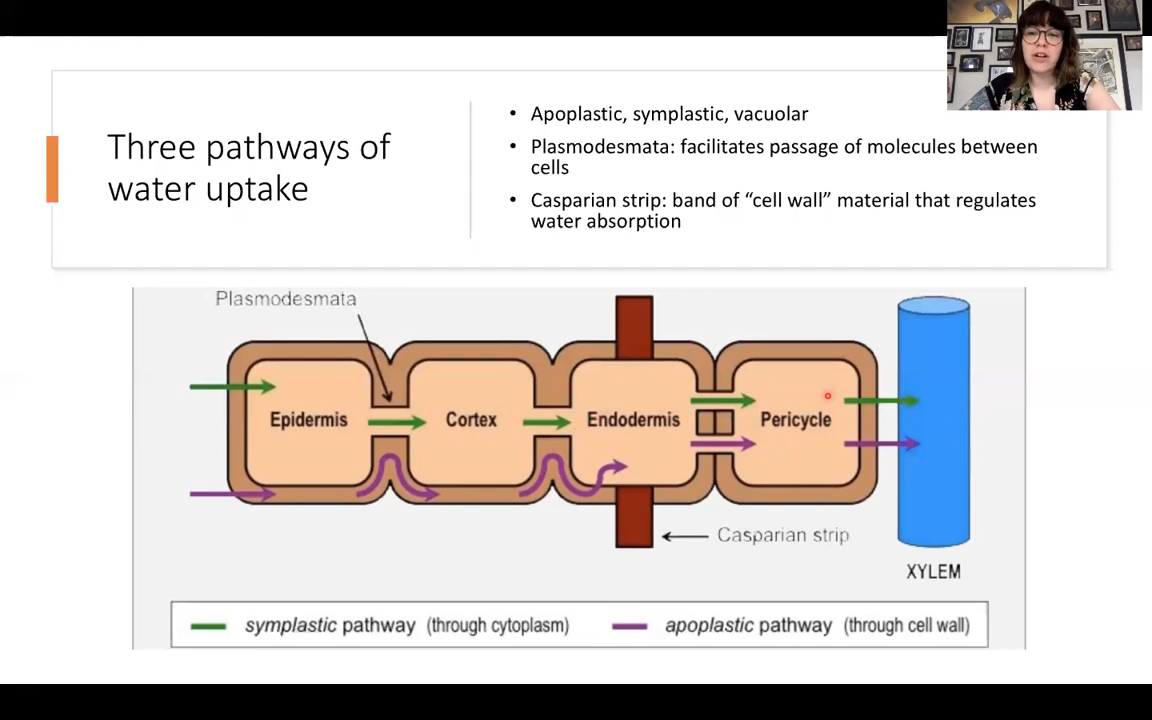 Three pathways of
water uptake
• Apoplastic, symplastic, vacuolar
• Plasmodesmata: facilitates passage of molecules between
cells
• Casparian strip: band of “cell wall” material that regulates
water absorption
Plasmodesmata
Epidermis
Cortex
Endodermis
Pericycle
Casparian strip
XYLEM
symplastic pathway (through cytoplasm)
apoplastic pathway (through cell wall)